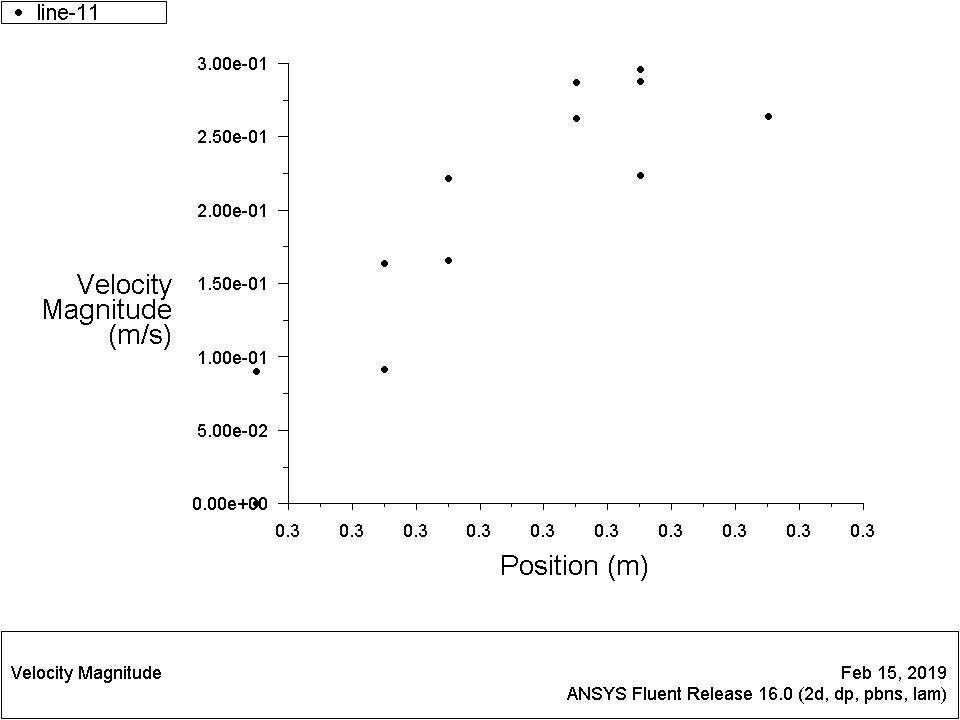 line-11
3.00e-01
2.50e-01
2.00e-01
1.50e-01
1.00e-01
5.00e-02
0.00e+00
Velocity
Magnitude
(m/s)
0.3 0.3 0.3 0.3 0.3 0.3 0.3 0.3 0.3 0.3
Position (m)
Velocity Magnitude
Feb 15, 2019
ANSYS Fluent Release 16.0 (2d, dp, pbns, lam)